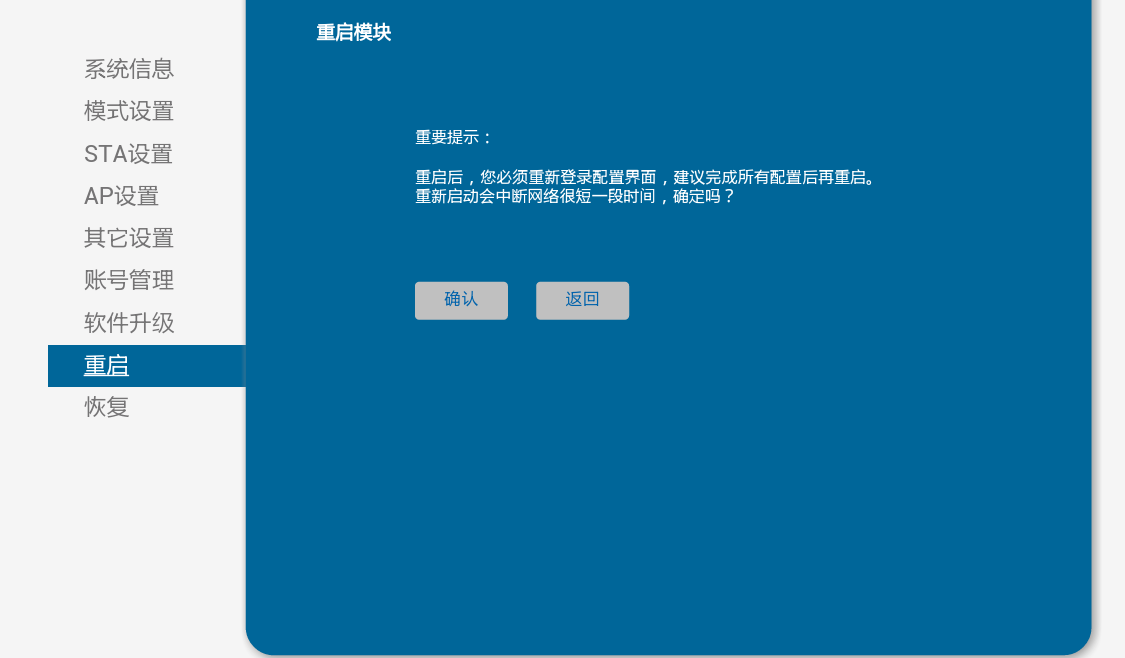 重启模块
系统信息
模式设置
STA设置
AP设置
其它设置
账号管理
软件升级
重启
恢复
重要提示：
重启后，您必须重新登录配置界面，建议完成所有配置后再重启。
重新启动会中断网络很短一段时间，确定吗？
确认
返回